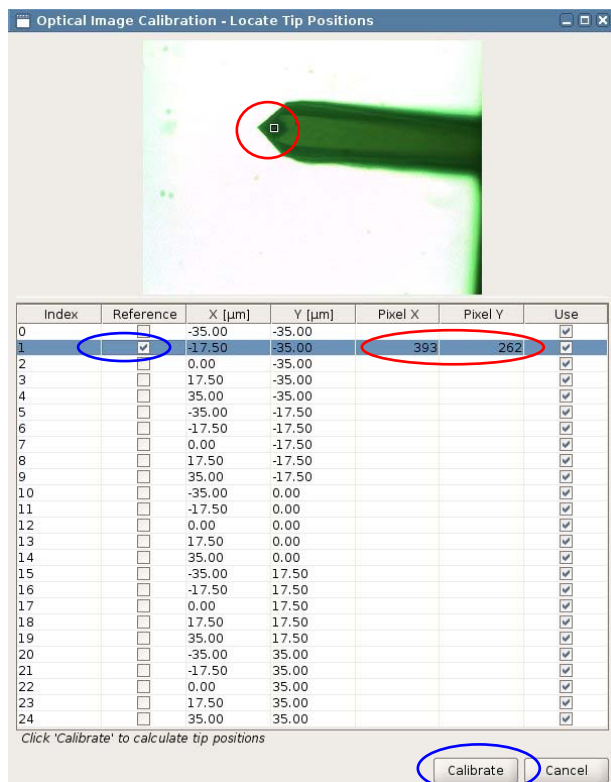 Optical Image Calibration - Locate Tip Positions
Index Reference X [µm] Y [µm] Pixel X Pixel Y Use
0 -35.00 -35.00
1 -17.50 -35.00 393 262
2 0.00 -35.00
3 17.50 -35.00
4 35.00 -35.00
5 -35.00 -17.50
6 -17.50 -17.50
7 0.00 -17.50
8 17.50 -17.50
9 35.00 -17.50
10 -35.00 0.00
11 -17.50 0.00
12 0.00 0.00
13 17.50 0.00
14 35.00 0.00
15 -35.00 17.50
16 -17.50 17.50
17 0.00 17.50
18 17.50 17.50
19 35.00 17.50
20 -35.00 35.00
21 -17.50 35.00
22 0.00 35.00
23 17.50 35.00
24 35.00 35.00
Click 'Calibrate' to calculate tip positions
Calibrate Cancel